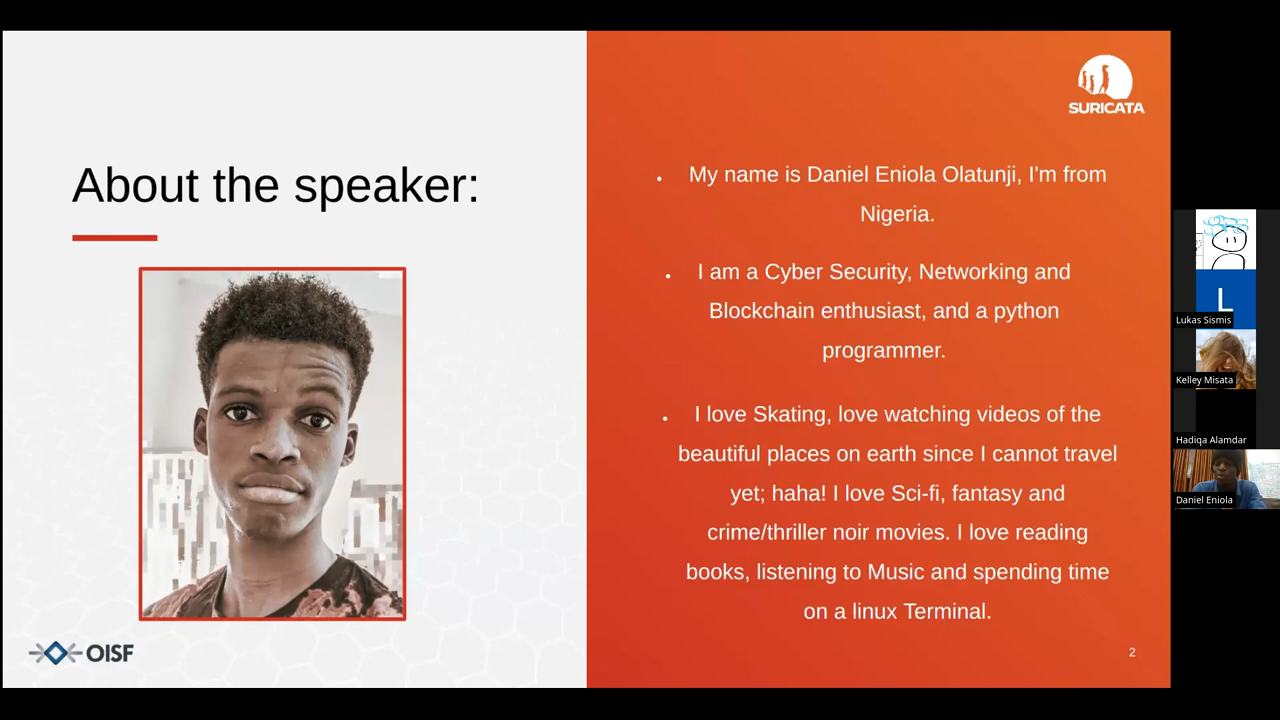 SURICATA
About the speaker:
• My name is Daniel Eniola Olatunji, I'm from
Nigeria.
• I am a Cyber Security, Networking and
Blockchain enthusiast, and a python
programmer.
• I love Skating, love watching videos of the
beautiful places on earth since I cannot travel
yet; haha! I love Sci-fi, fantasy and
crime/thriller noir movies. I love reading
books, listening to Music and spending time
on a linux Terminal.
OISF
2
L
Lukas Sismis
Kelley Misata
Hadiqa Alamdar
Daniel Eniola